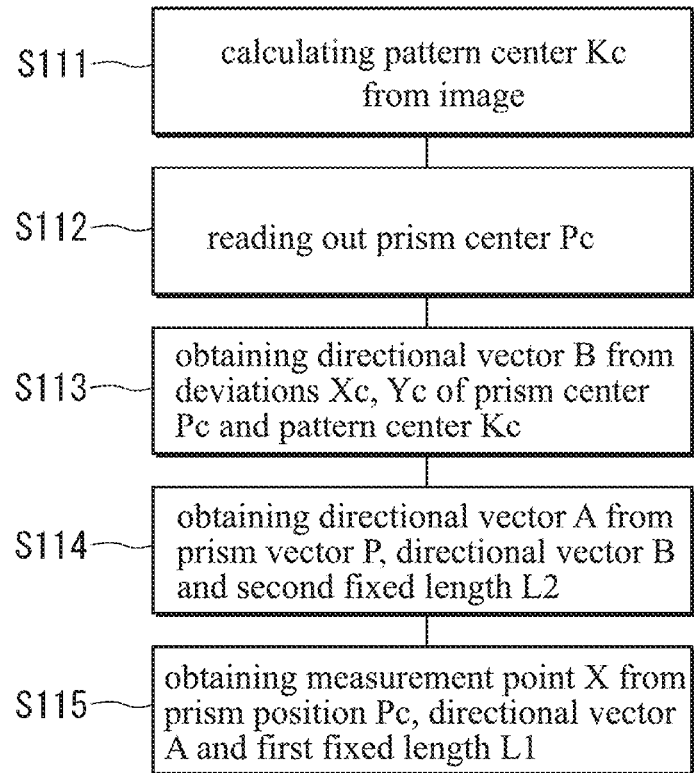 S111
calculating pattern center Kc
from image
S112
reading out prism center Pc
S113
obtaining directional vector B from
deviations Xc, Yc of prism center
Pc and pattern center Kc
S114
obtaining directional vector A from
prism vector P, directional vector B
and second fixed length L2
S115
obtaining measurement point X from
prism position Pc, directional vector
A and first fixed length L1